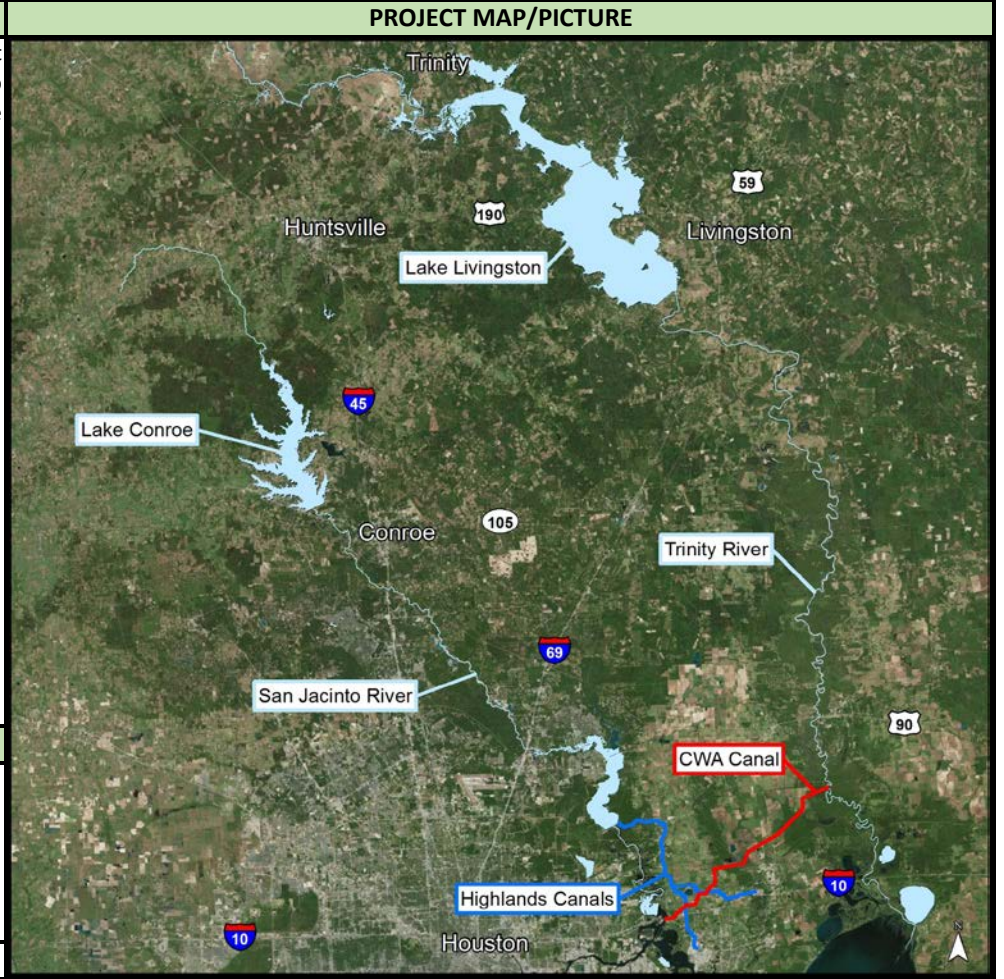 PROJECT MAP/PICTURE
Trinity
59
190
Huntsville
Livingston
Lake Livingston
45
Lake Conroe
105
Conroe
Trinity River
69
San Jacinto River
90
CWA Canal
10
Highlands Canals
10
Houston
N